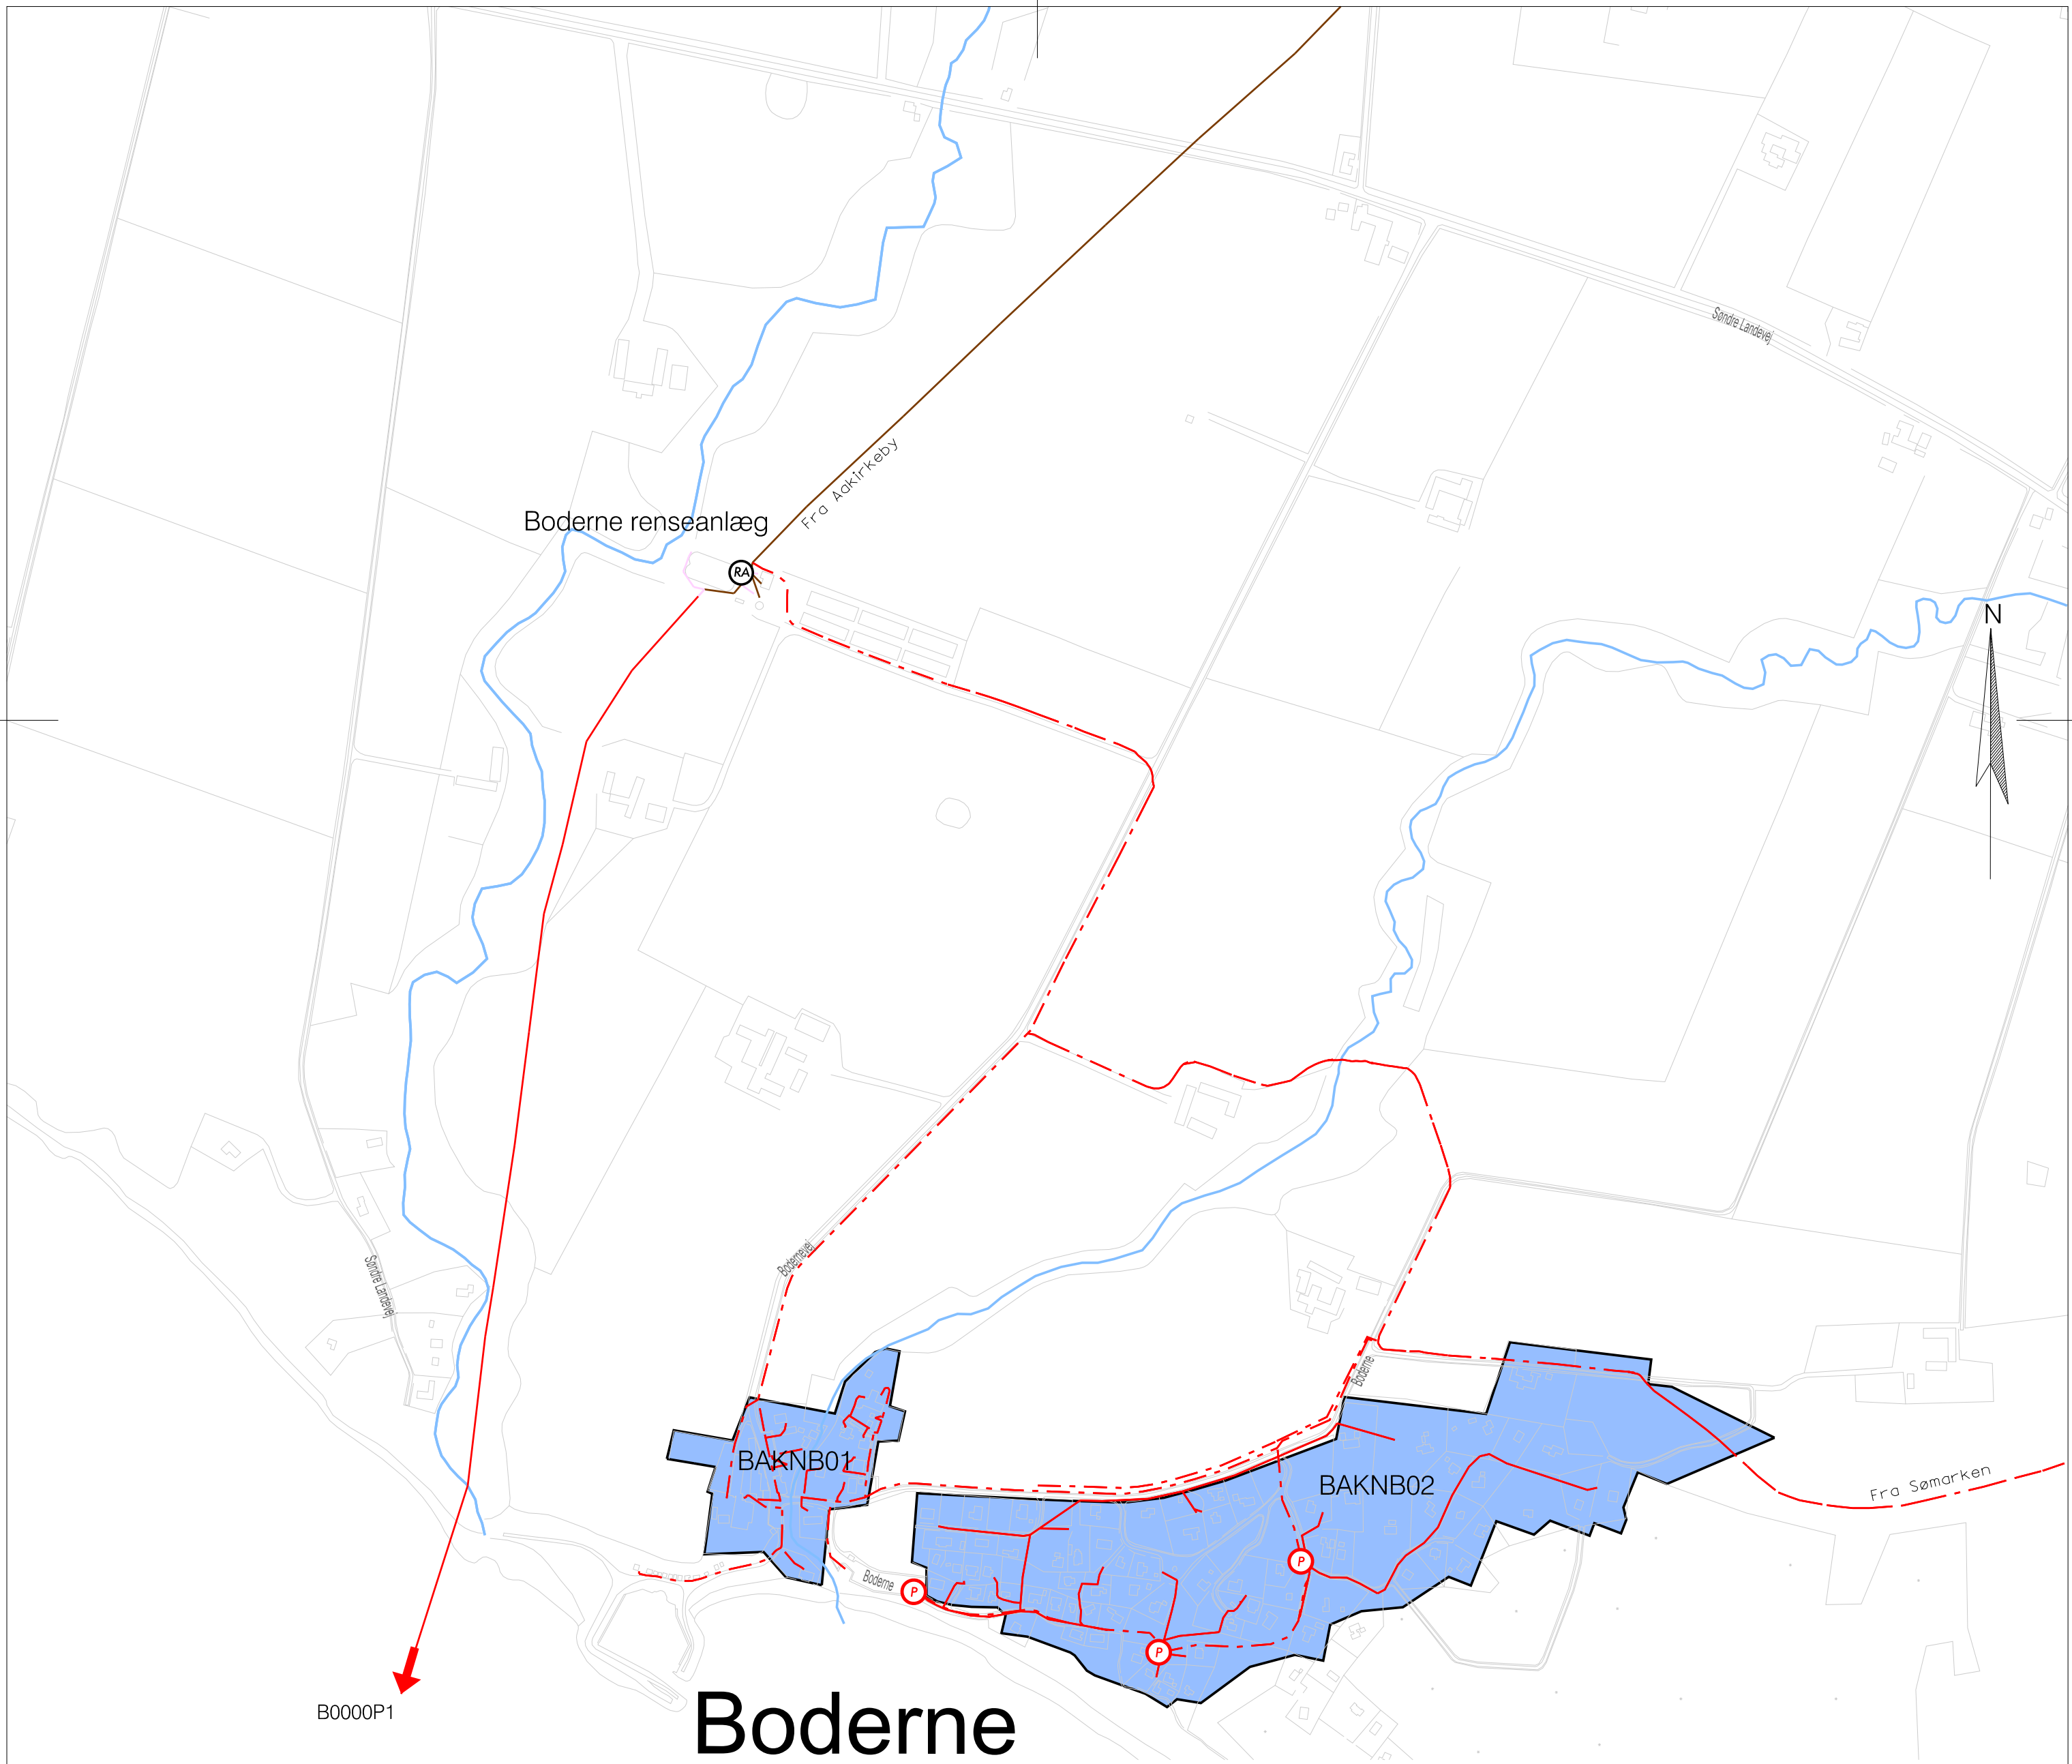 Søndre Landevej
Fra Aakirkeby
Boderne renseanlæg
RA
N
Bodernevej
Søndre Landevej
Boderne
BAKNB01
BAKNB02
Fra Sømarken
P
Boderne
P
P
B0000P1
Boderne